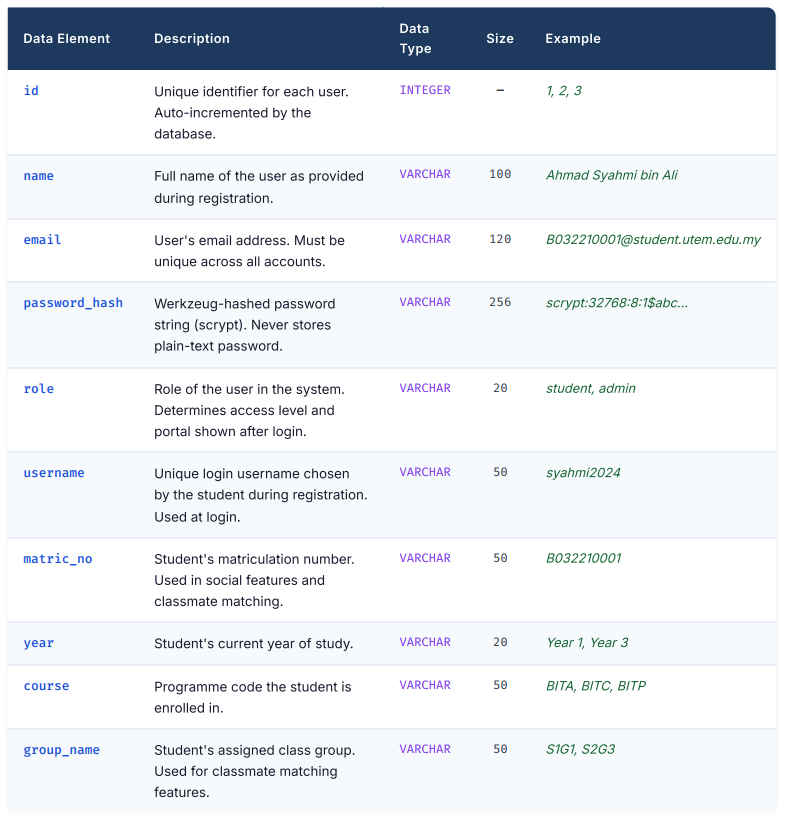 Data Element Description Data Type Size Example
id Unique identifier for each user. INTEGER – 1, 2, 3
Auto-incremented by the
database.
name Full name of the user as provided VARCHAR 100 Ahmad Syahmi bin Ali
during registration.
email User's email address. Must be VARCHAR 120 B032210001@student.utem.edu.my
unique across all accounts.
password_hash Werkzeug-hashed password VARCHAR 256 scrypt:32768:8:1$abc...
string (scrypt). Never stores
plain-text password.
role Role of the user in the system. VARCHAR 20 student, admin
Determines access level and
portal shown after login.
username Unique login username chosen VARCHAR 50 syahmi2024
by the student during registration.
Used at login.
matric_no Student's matriculation number. VARCHAR 50 B032210001
Used in social features and
classmate matching.
year Student's current year of study. VARCHAR 20 Year 1, Year 3
course Programme code the student is VARCHAR 50 BITA, BITC, BITP
enrolled in.
group_name Student's assigned class group. VARCHAR 50 S1G1, S2G3
Used for classmate matching
features.